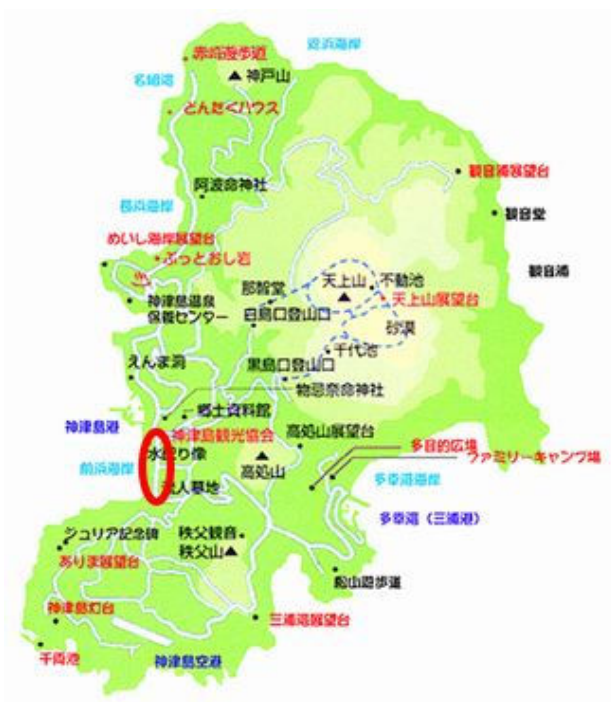 赤崎遊歩道
返浜海岸
神戸山
名組湾
とんたくハウス
阿波命神社
観音浦展望台
長浜海岸
観音堂
めいし海岸展望台
ぶっとおし岩
観音浦
天上山
不動池
那智堂
天上山展望台
神津島温泉
保養センター
白島口登山口
砂漠
千代池
えんま洞
黒島口登山口
物忌奈命神社
神津島港
郷土資料館
神津島観光協会
高処山展望台
多目的広場
前浜海岸
ファミリーキャンプ場
高処山
多幸湾海岸
流人墓地
多幸湾（三浦港）
ジュリア記念碑
秩父観音
秩父山
ありま展望台
松山遊歩道
神津島灯台
三浦湾展望台
千両池
神津島空港